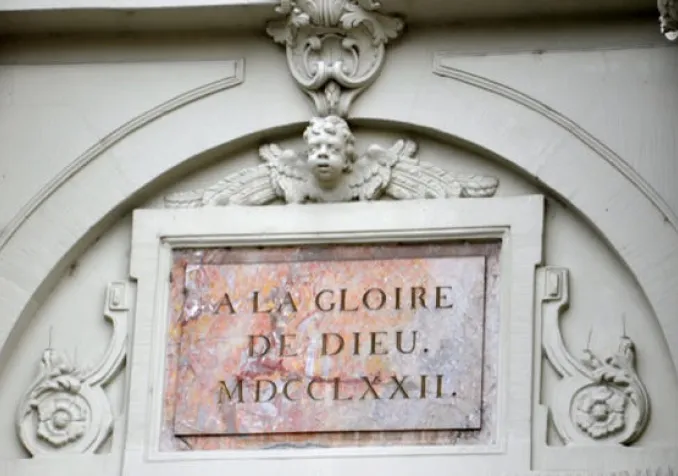 A LA GLOIRE
DE DIEU.
MDCCLXXII.